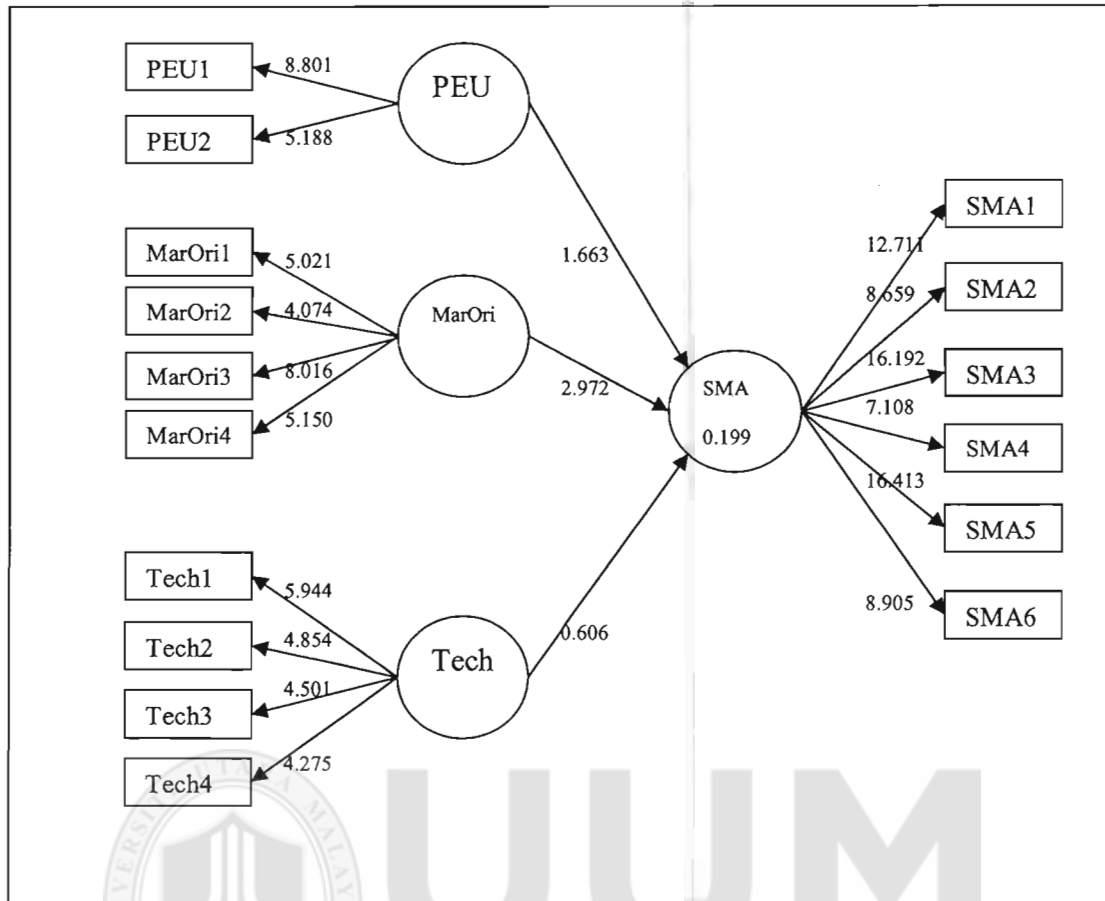 PEU1
8.801
PEU2
5.188
PEU
MarOri1
5.021
MarOri2
4.074
MarOri3
8.016
MarOri4
5.150
MarOri
Tech1
5.944
Tech2
4.854
Tech3
4.501
Tech4
4.275
Tech
1.663
2.972
0.606
SMA
0.199
12.711
SMA1
8.659
SMA2
16.192
SMA3
7.108
SMA4
16.413
SMA5
8.905
SMA6
UUM